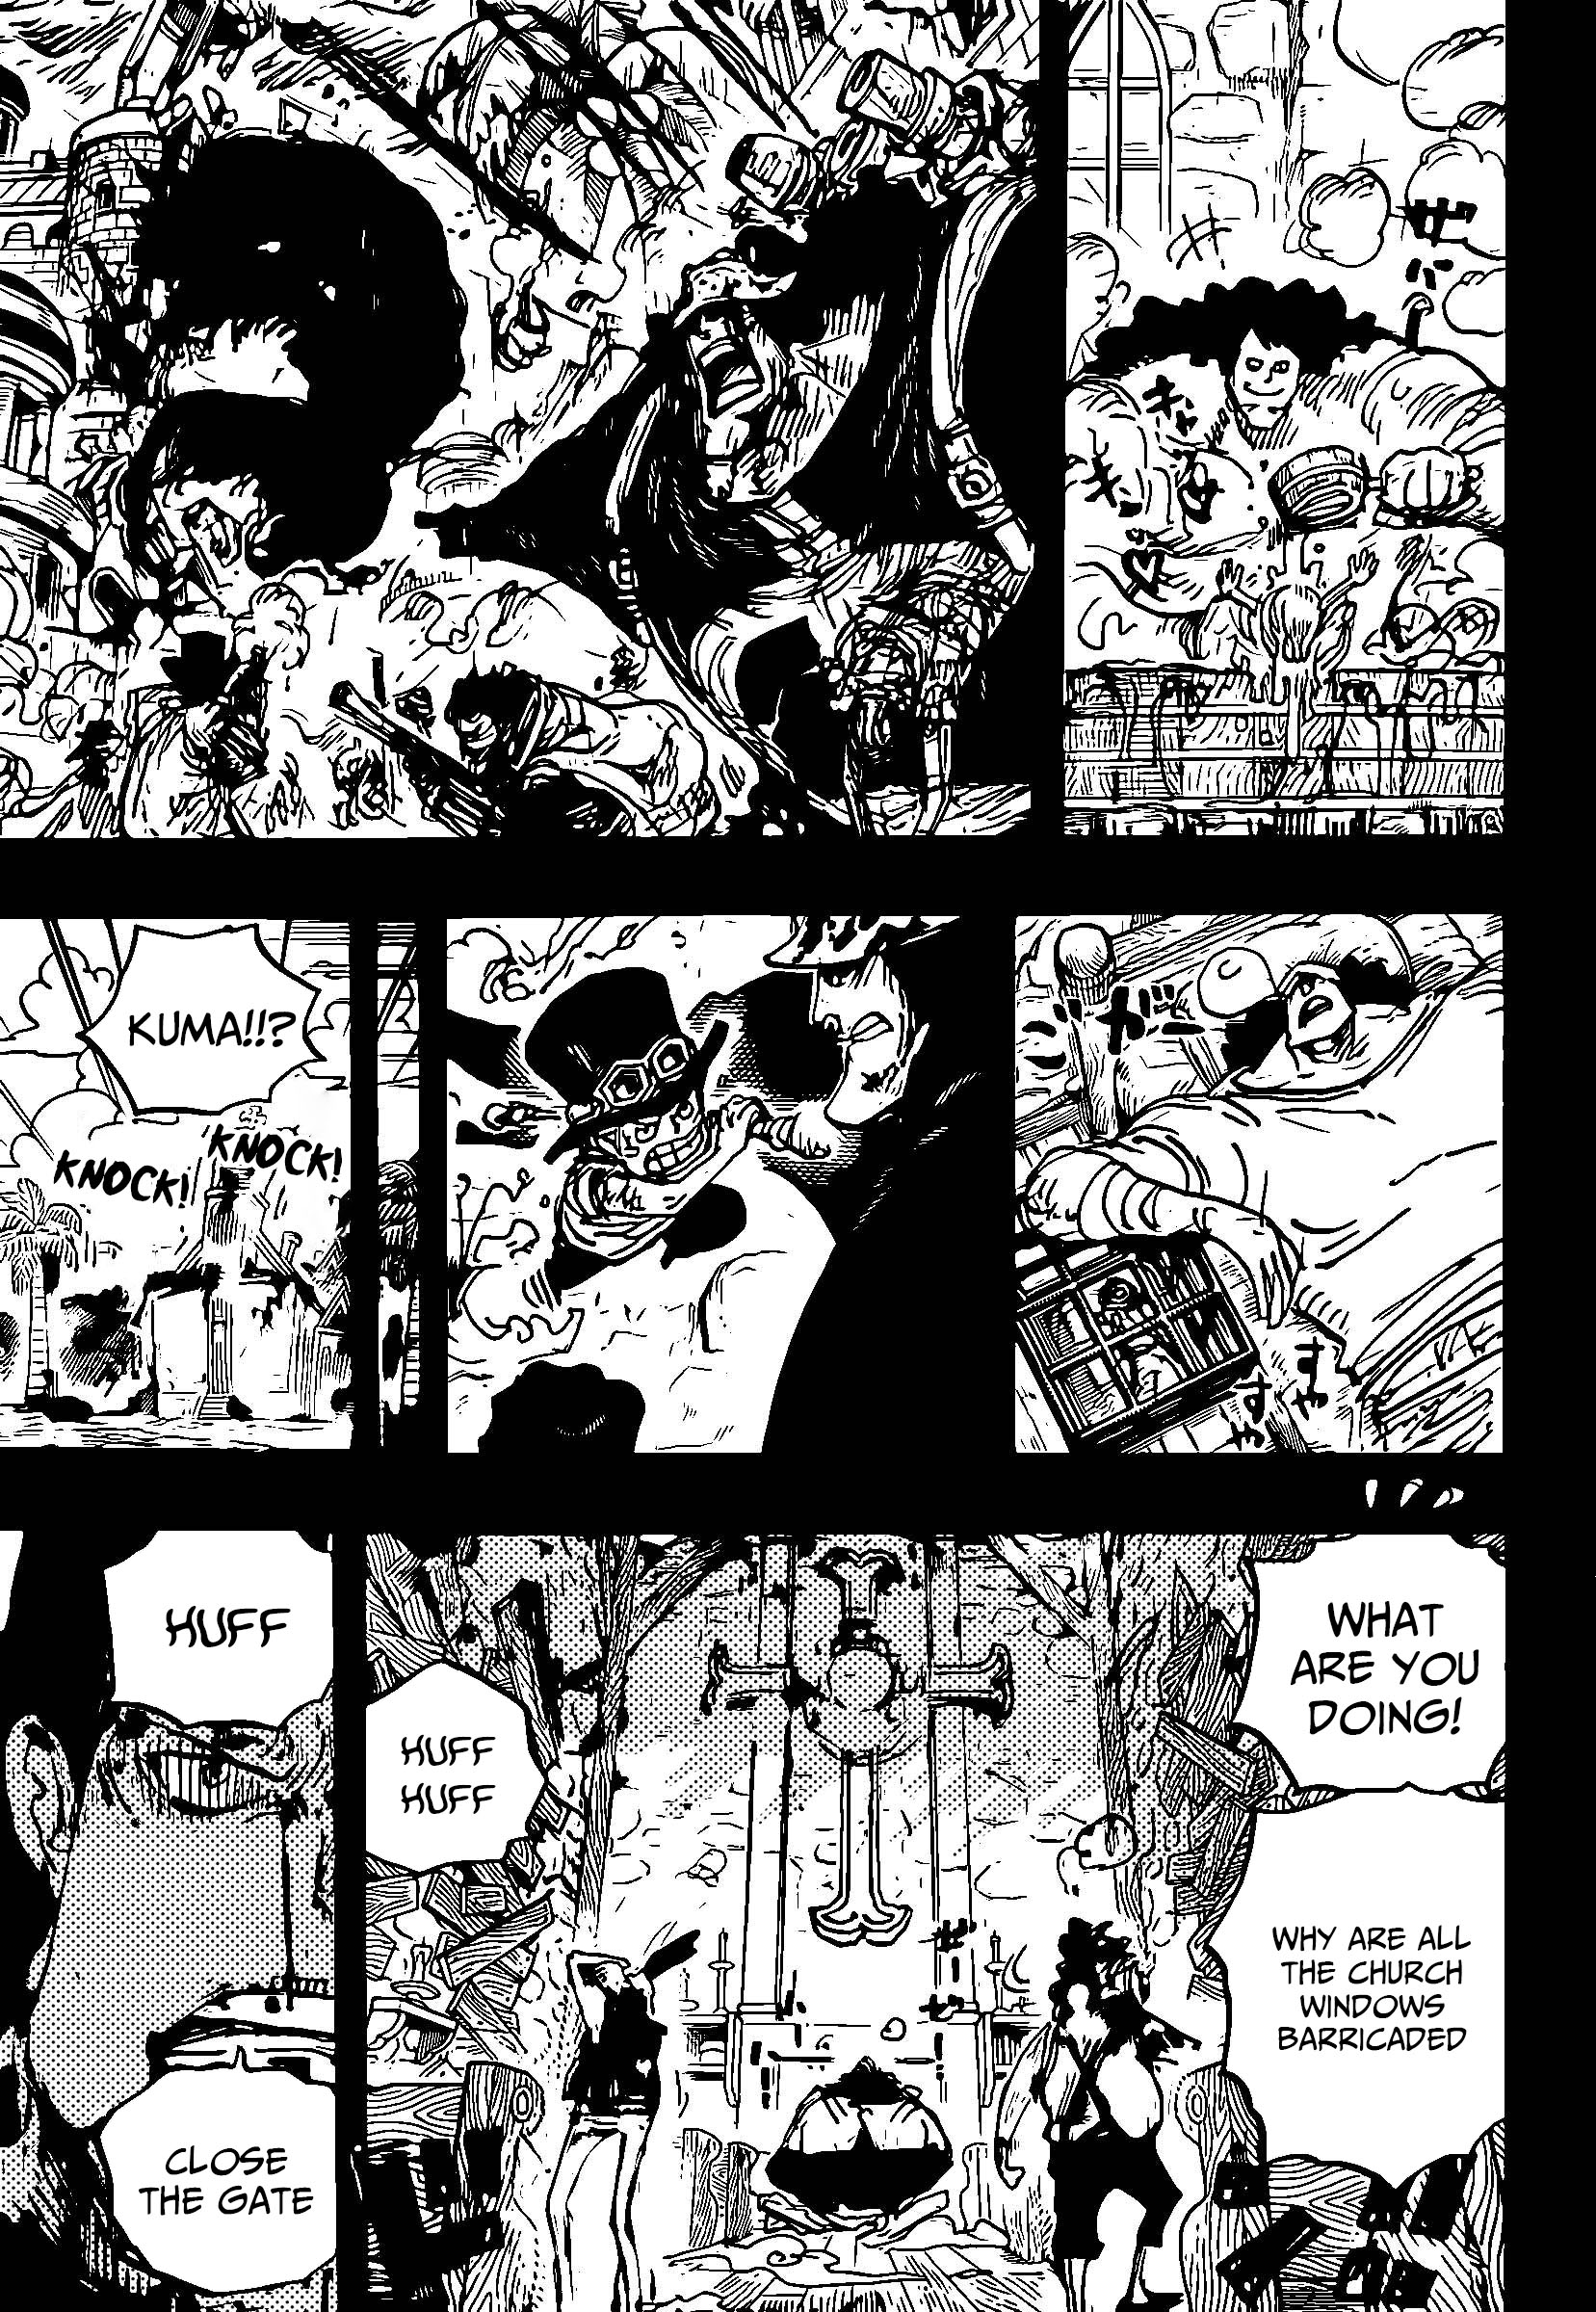 KUMA!!?
KNOCK!
KNOCK!
WHAT
ARE YOU
DOING!
WHY ARE ALL
THE CHURCH
WINDOWS
BARRICADED
HUFF
HUFF
HUFF
CLOSE
THE GATE